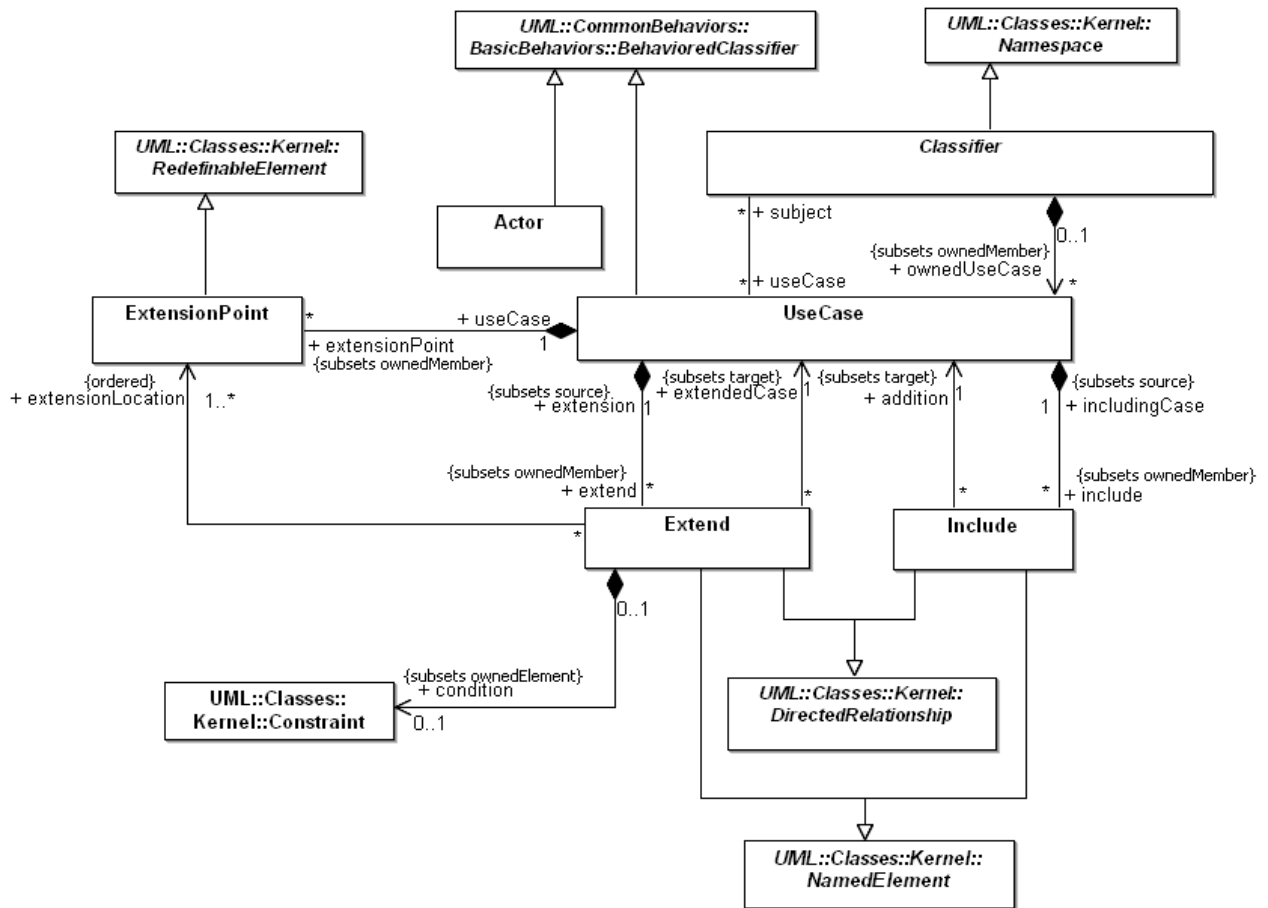 UML::CommonBehaviors::
BasicBehaviors::BehavioredClassifier
UML::Classes::Kernel::
Namespace
UML::Classes::Kernel::
RedefinableElement
Classifier
Actor
* + subject
0..1
{subsets ownedMember}
+ ownedUseCase
* + useCase
*
ExtensionPoint
*
+ useCase
1
+ extensionPoint
{subsets ownedMember}
UseCase
{ordered}
+ extensionLocation
1..*
{subsets source}
+ extension
1
{subsets target}
+ extendedCase
1
{subsets target}
+ addition
1
{subsets source}
1
+ includingCase
{subsets ownedMember}
+ extend
*
*
*
{subsets ownedMember}
*
+ include
*
Extend
Include
0..1
{subsets ownedElement}
+ condition
0..1
UML::Classes::
Kernel::Constraint
UML::Classes::Kernel::
DirectedRelationship
UML::Classes::Kernel::
NamedElement